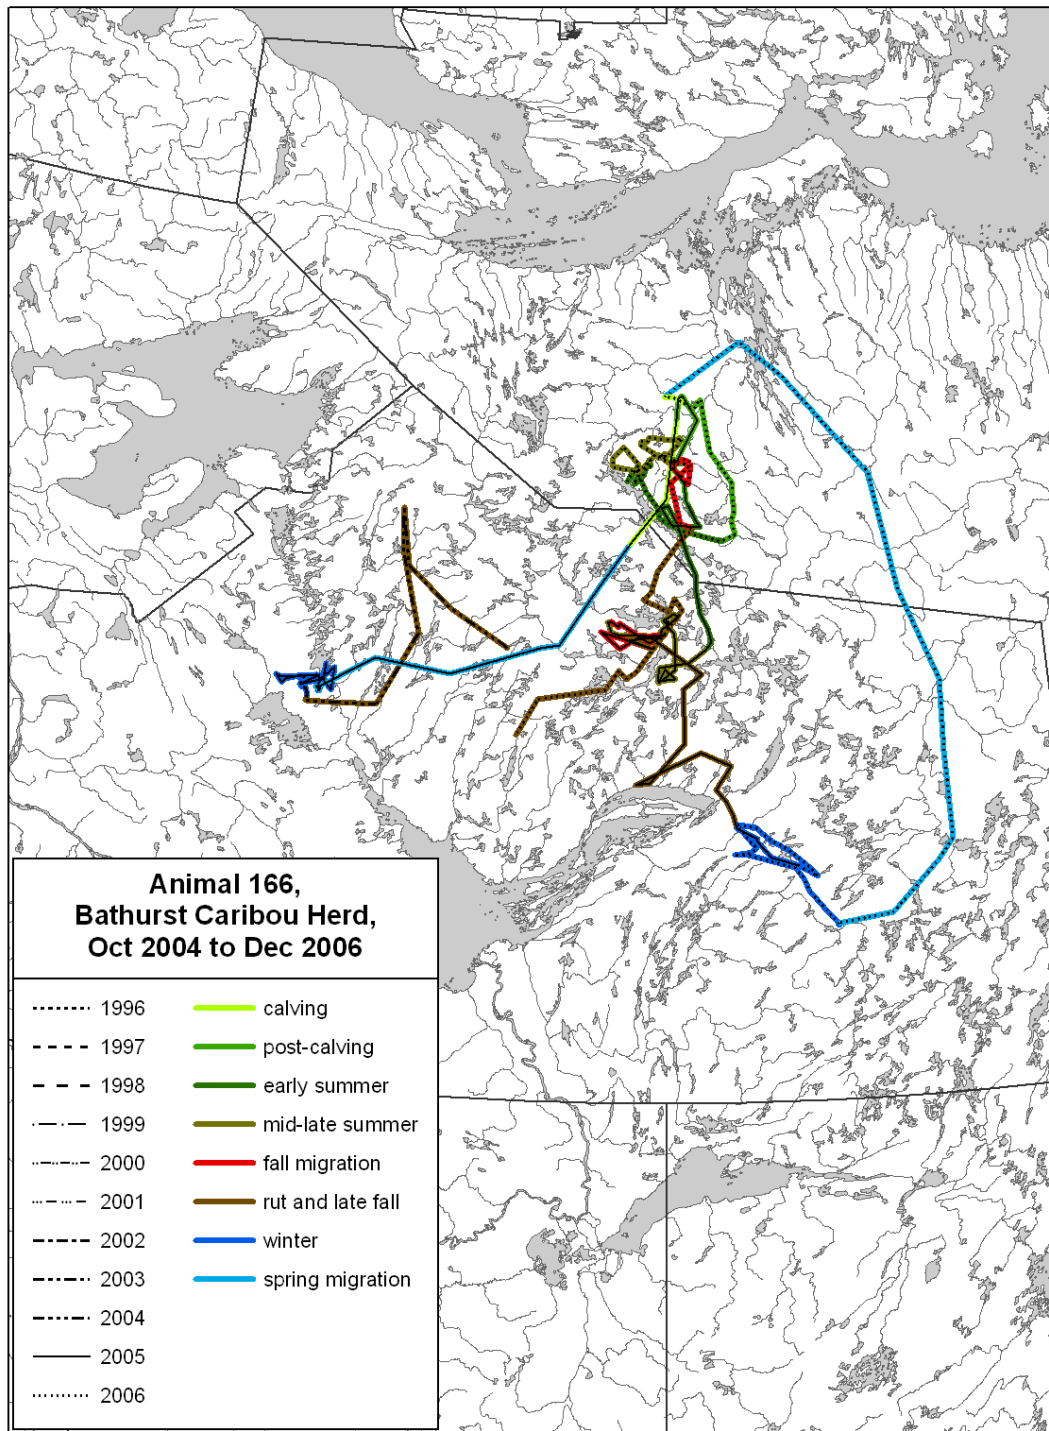 Animal 166,
Bathurst Caribou Herd,
Oct 2004 to Dec 2006
1996
1997
1998
1999
2000
2001
2002
2003
2004
2005
2006
calving
post-calving
early summer
mid-late summer
fall migration
rut and late fall
winter
spring migration